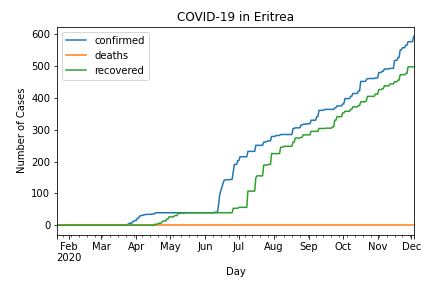 COVID-19 in Eritrea
confirmed
deaths
recovered
Number of Cases
600
500
400
300
200
100
0
Feb Mar Apr May Jun Jul Aug Sep Oct Nov Dec
2020
Day